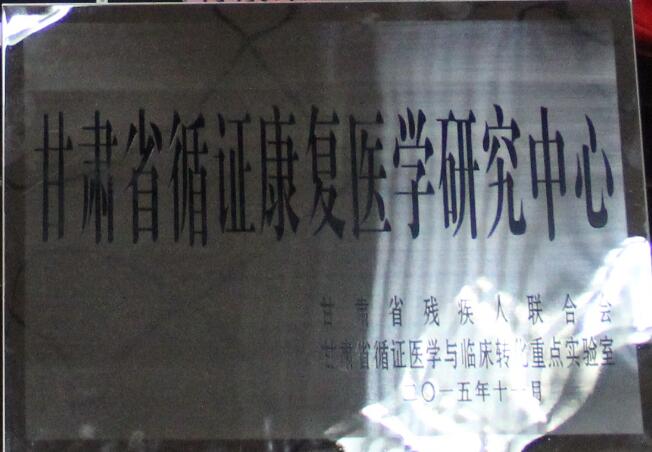 甘肃省循证康复医学研究中心
甘肃省残疾人联合会
甘肃省循证医学与临床转化重点实验室
二〇一五年十一月